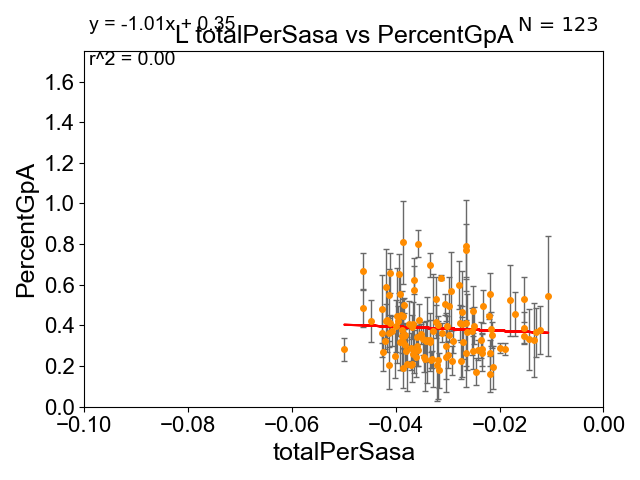 y = -1.01x + 0.35
N = 123
L totalPerSasa vs PercentGpA
r^2 = 0.00
1.6
1.4
1.2
1.0
0.8
0.6
0.4
0.2
0.0
PercentGpA
−0.10 −0.08 −0.06 −0.04 −0.02 0.00
totalPerSasa